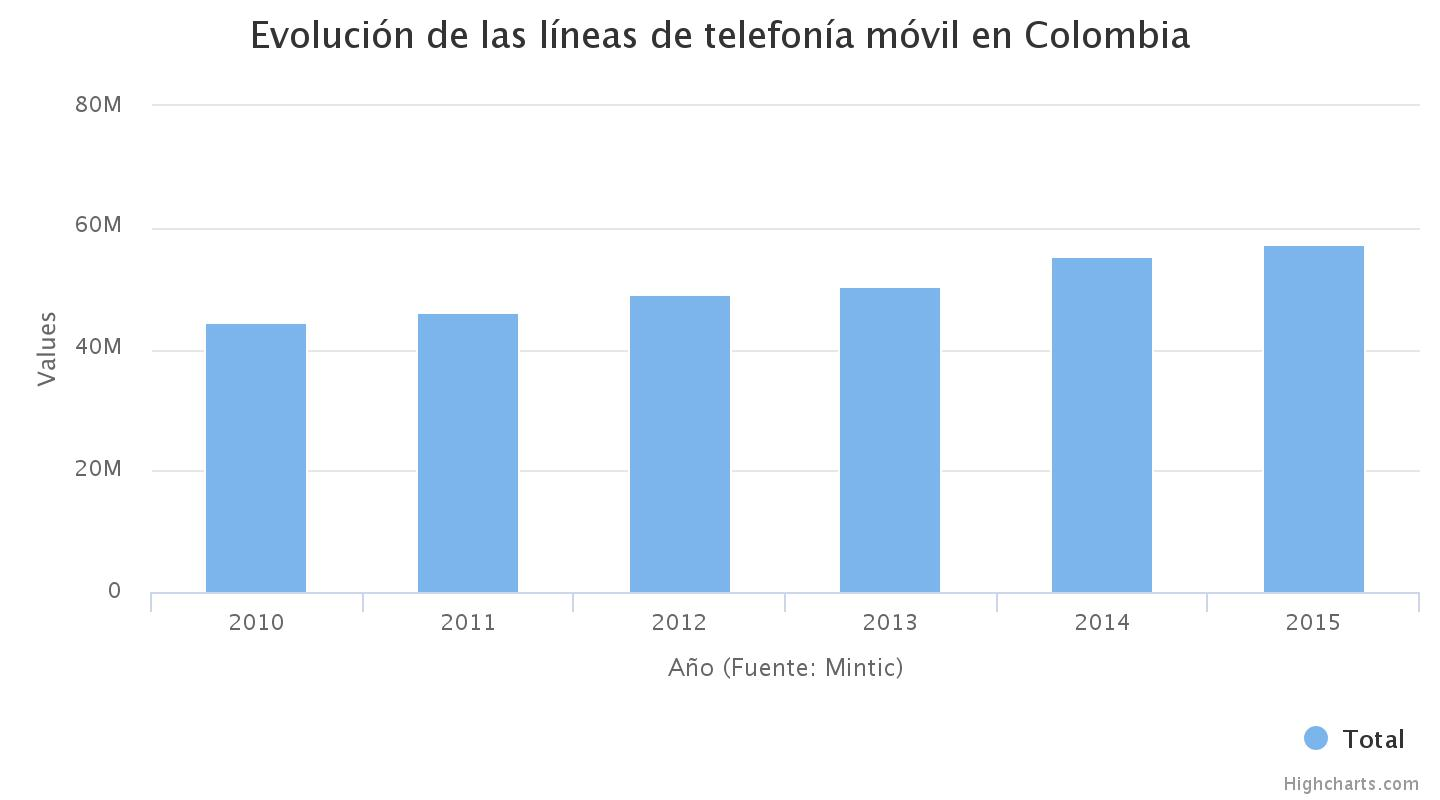 Evolución de las líneas de telefonía móvil en Colombia
80M
60M
40M
20M
0
Values
2010 2011 2012 2013 2014 2015
Año (Fuente: Mintic)
Total
Highcharts.com